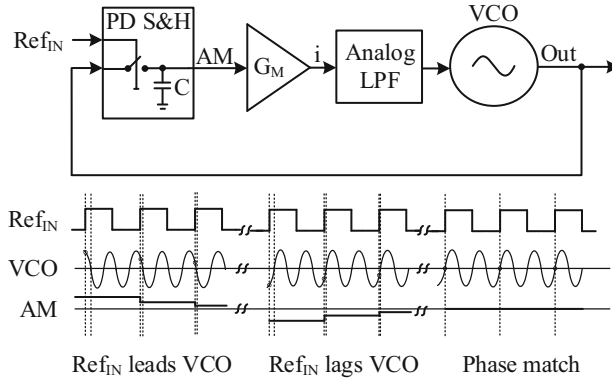 PD S&H
VCO
Ref_IN
AM
G_M
i
Analog
LPF
Out
C
Ref_IN
VCO
AM
Ref_IN leads VCO
Ref_IN lags VCO
Phase match